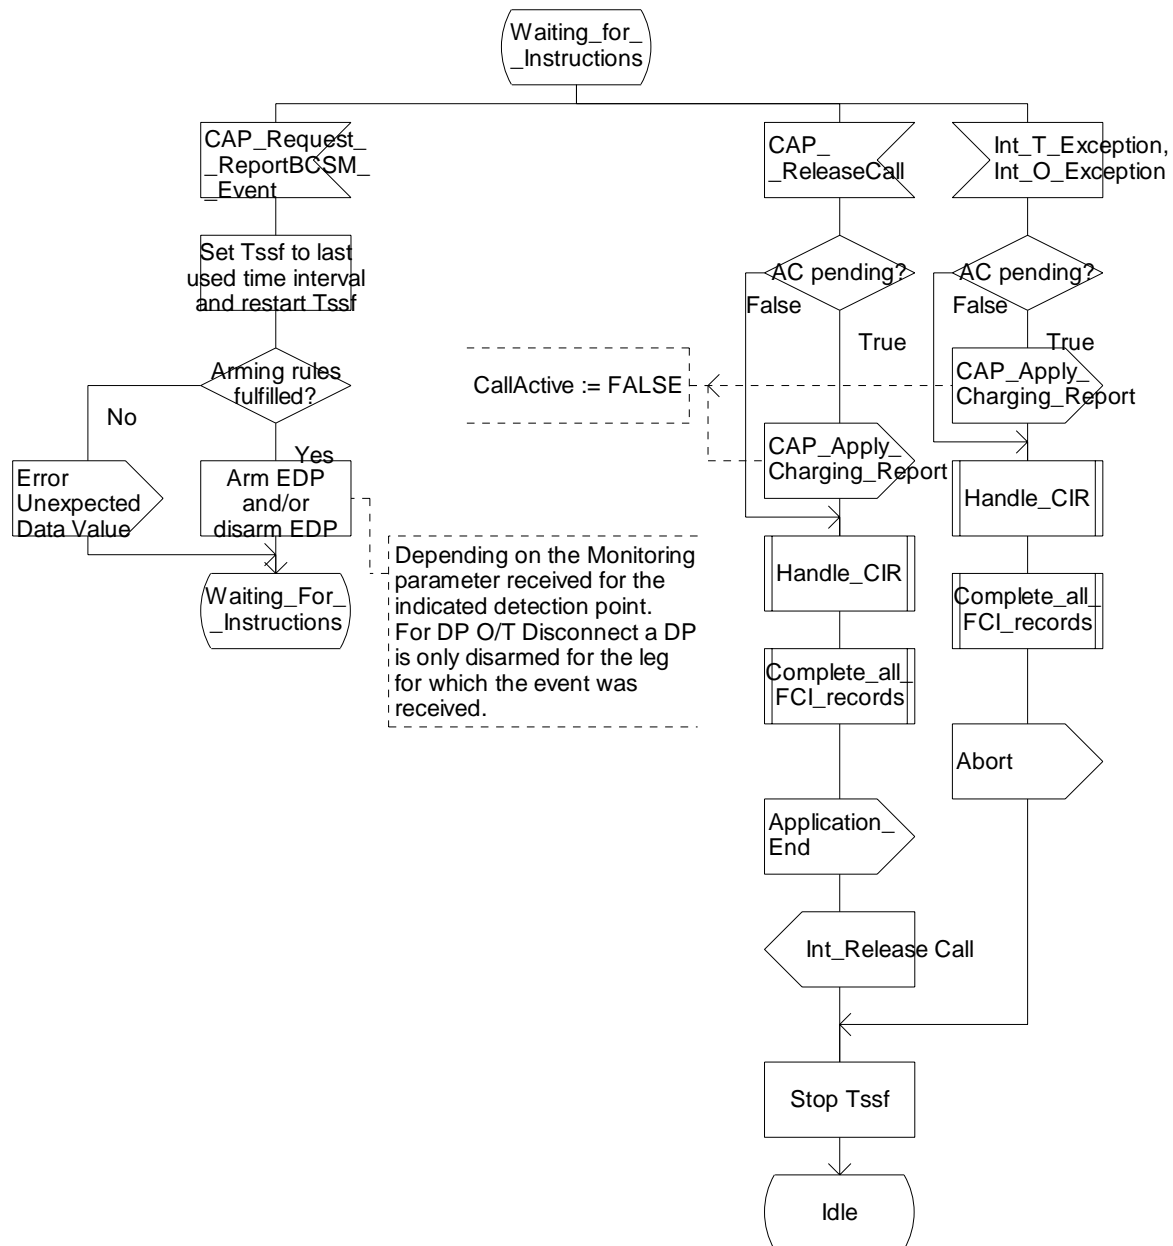 Waiting_for_
_Instructions
CAP_Request_
_ReportBCSM_
_Event
CAP_
_ReleaseCall
Int_T_Exception,
Int_O_Exception
Set Tssf to last
used time interval
and restart Tssf
AC pending?
AC pending?
False
False
True
True
Arming rules
fulfilled?
CallActive := FALSE
CAP_Apply_
Charging_Report
No
Yes
CAP_Apply_
Charging_Report
Error
Unexpected
Data Value
Arm EDP
and/or
disarm EDP
Handle_CIR
Depending on the Monitoring
parameter received for the
indicated detection point.
For DP O/T Disconnect a DP
is only disarmed for the leg
for which the event was
received.
Handle_CIR
Waiting_For_
_Instructions
Complete_all_
FCI_records
Complete_all_
FCI_records
Abort
Application_
End
Int_Release Call
Stop Tssf
Idle